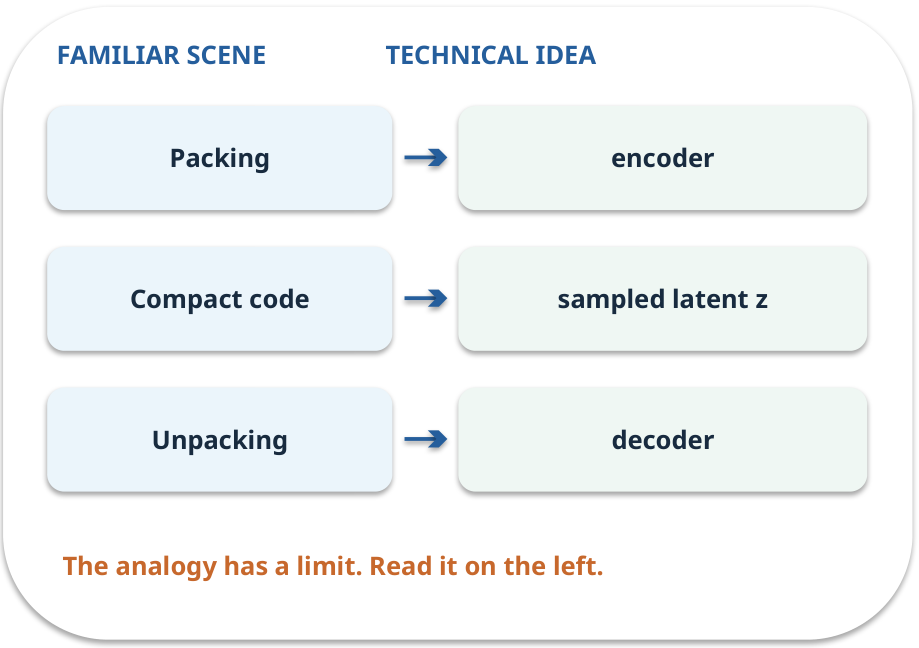 FAMILIAR SCENE TECHNICAL IDEA
Packing → encoder
Compact code → sampled latent z
Unpacking → decoder
The analogy has a limit. Read it on the left.